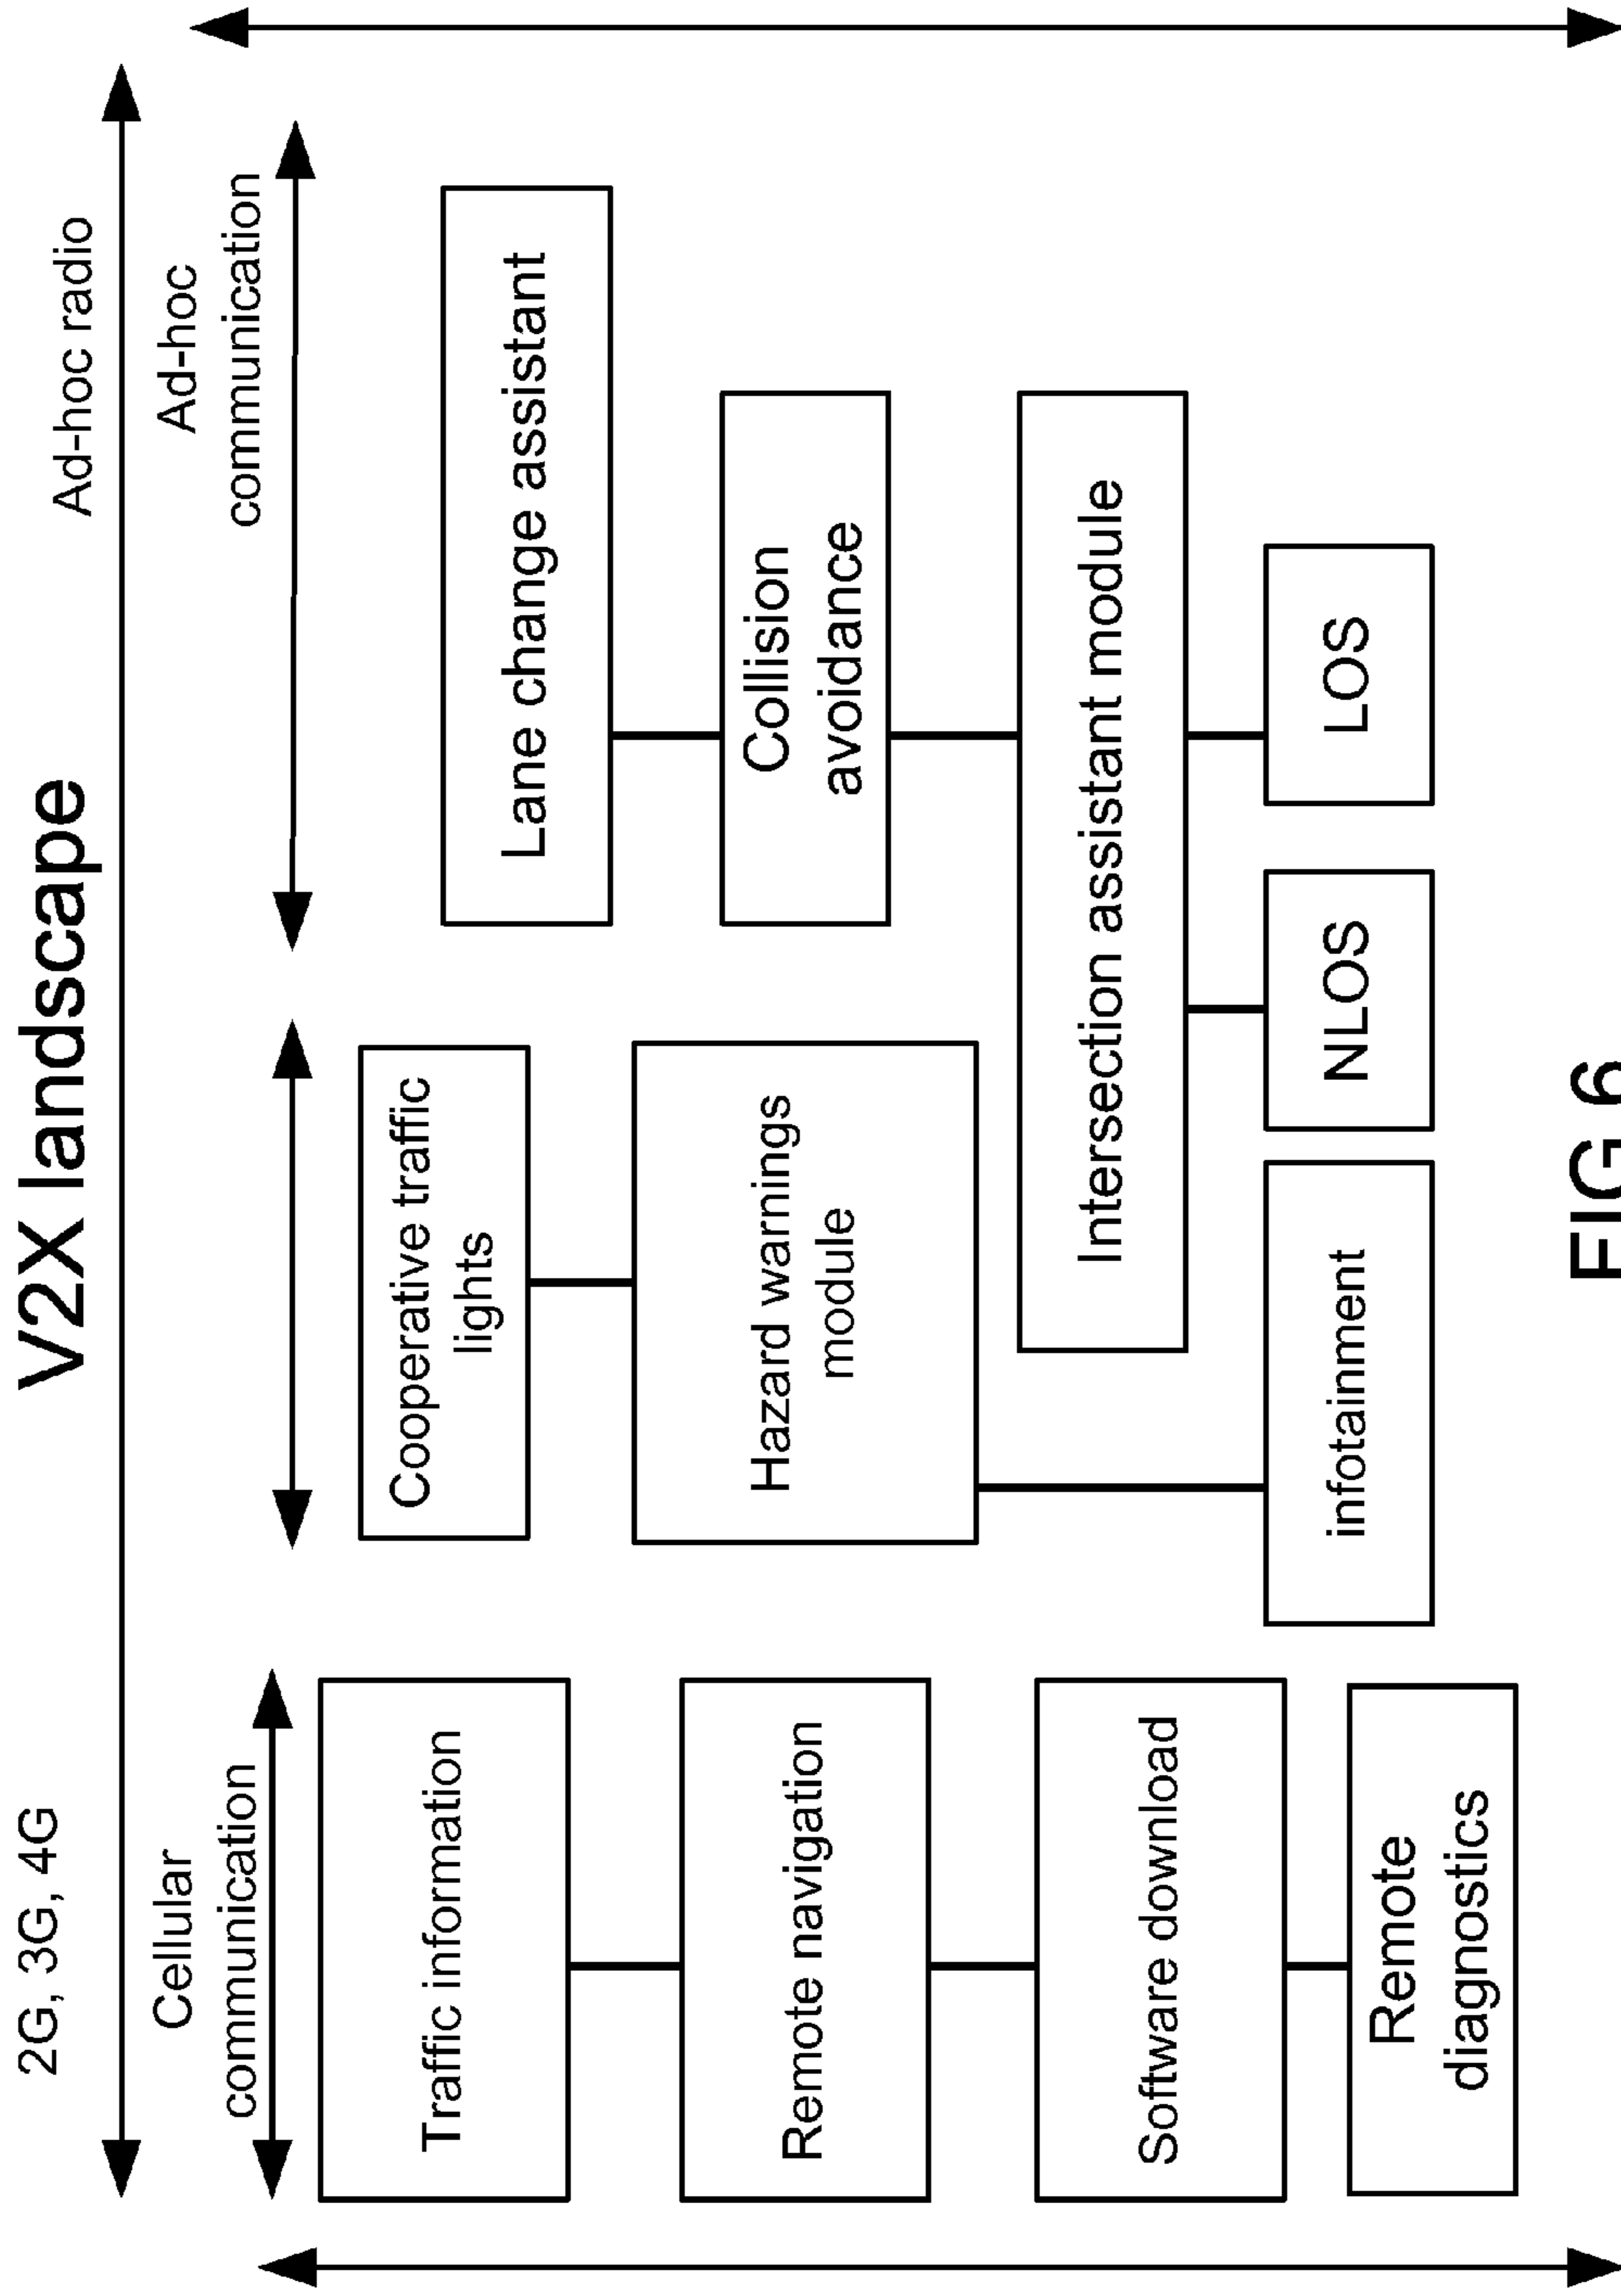 V2X landscape
2G, 3G, 4G
Ad-hoc radio
Cellular
communication
Ad-hoc
communication
Traffic information
Remote navigation
Software download
Remote
diagnostics
Cooperative traffic
lights
Hazard warnings
module
infotainment
Lane change assistant
Collision
avoidance
Intersection assistant module
NLOS
LOS
FIG 6